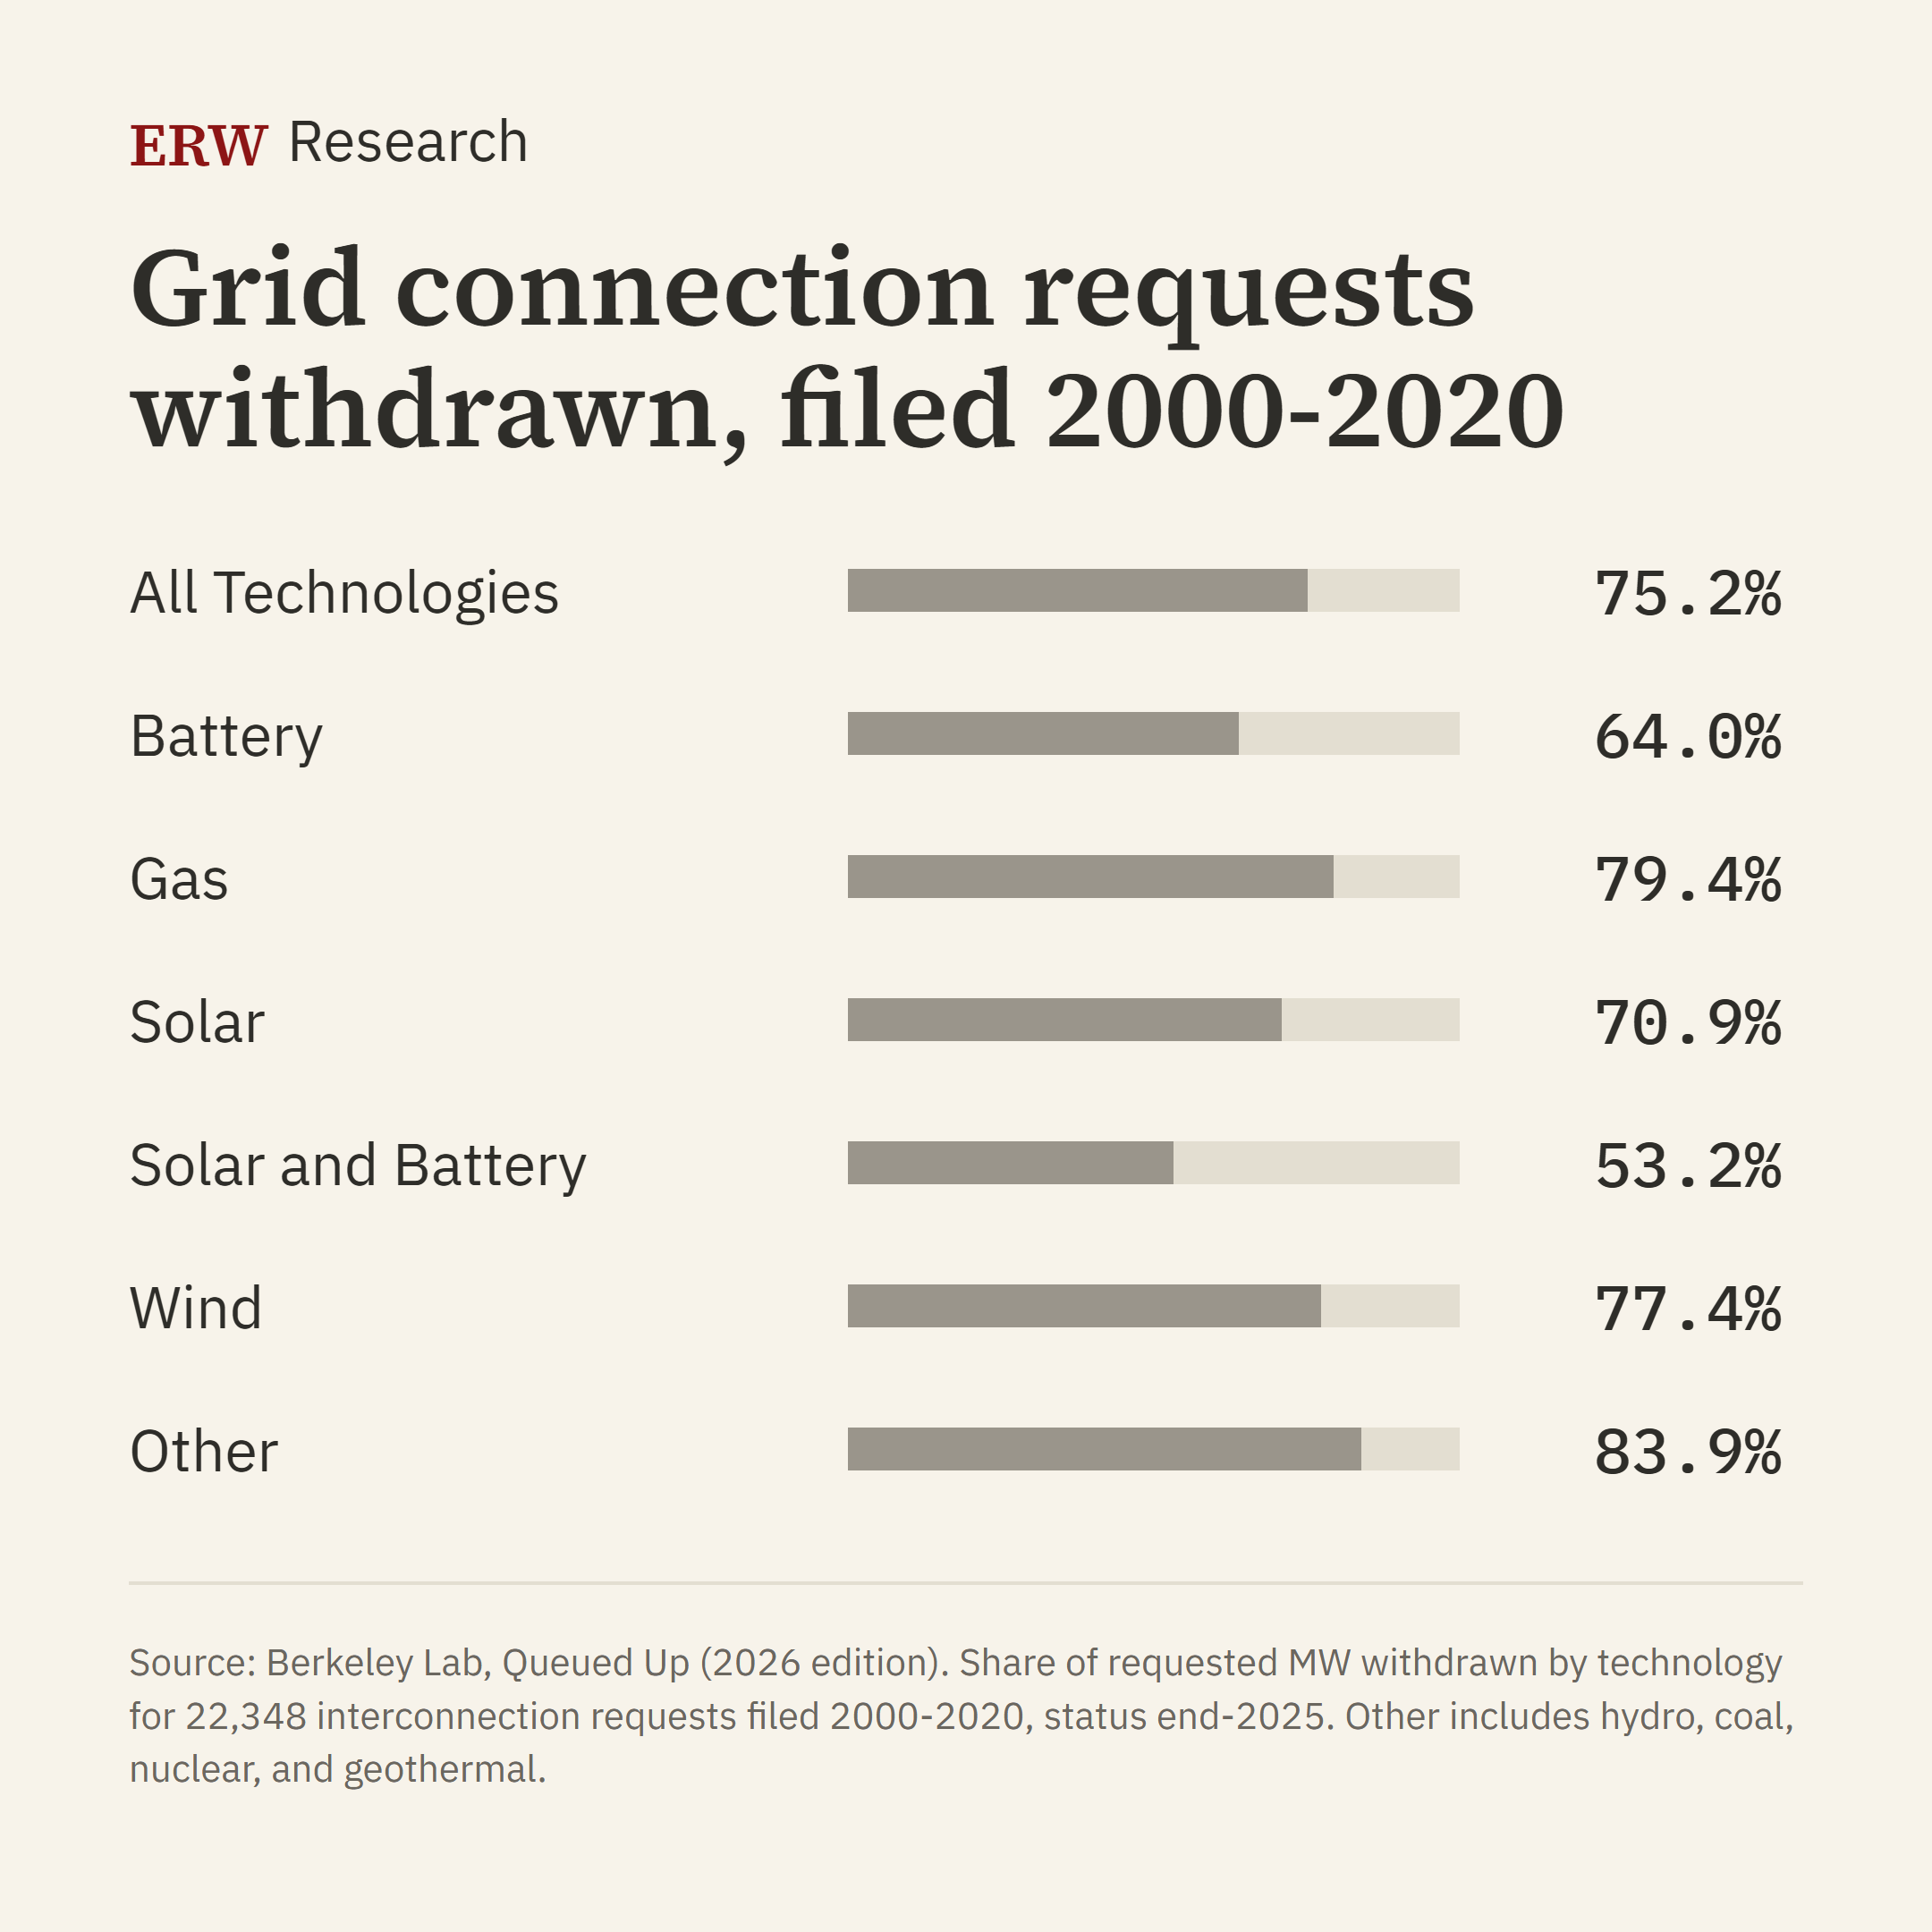 ERW Research
Grid connection requests
withdrawn, filed 2000-2020
All Technologies 75.2%
Battery 64.0%
Gas 79.4%
Solar 70.9%
Solar and Battery 53.2%
Wind 77.4%
Other 83.9%
Source: Berkeley Lab, Queued Up (2026 edition). Share of requested MW withdrawn by technology
for 22,348 interconnection requests filed 2000-2020, status end-2025. Other includes hydro, coal,
nuclear, and geothermal.